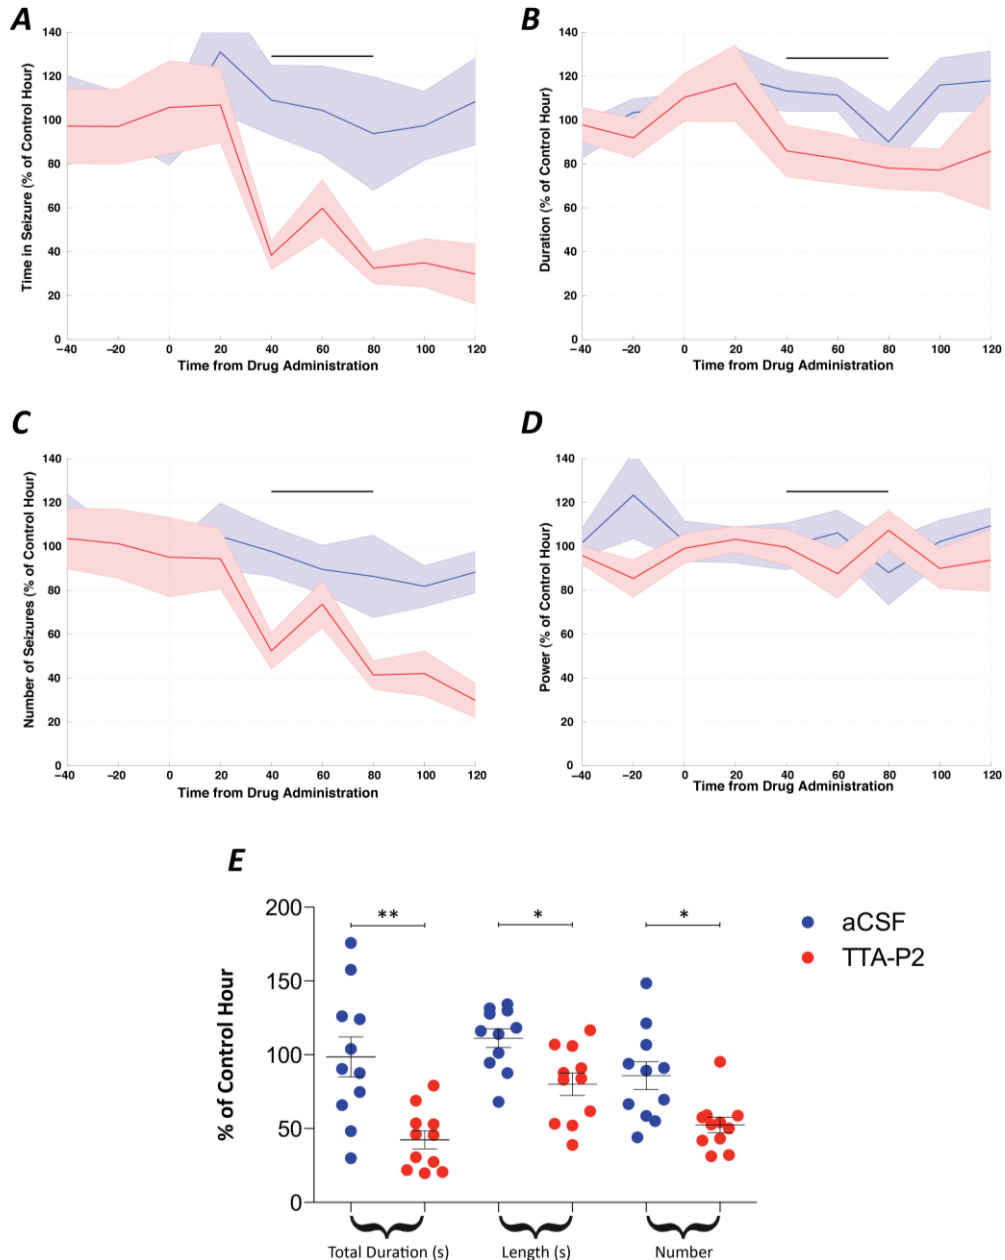 A
140
120
100
80
60
40
20
0
Time in Seizure (% of Control Hour)
−40 −20 0 20 40 60 80 100 120
Time from Drug Administration
B
140
120
100
80
60
40
20
0
Duration (% of Control Hour)
−40 −20 0 20 40 60 80 100 120
Time from Drug Administration
C
140
120
100
80
60
40
20
0
Number of Seizures (% of Control Hour)
−40 −20 0 20 40 60 80 100 120
Time from Drug Administration
D
140
120
100
80
60
40
20
0
Power (% of Control Hour)
−40 −20 0 20 40 60 80 100 120
Time from Drug Administration
E
200
150
100
50
0
% of Control Hour
** * *
aCSF
TTA-P2
Total Duration (s) Length (s) Number